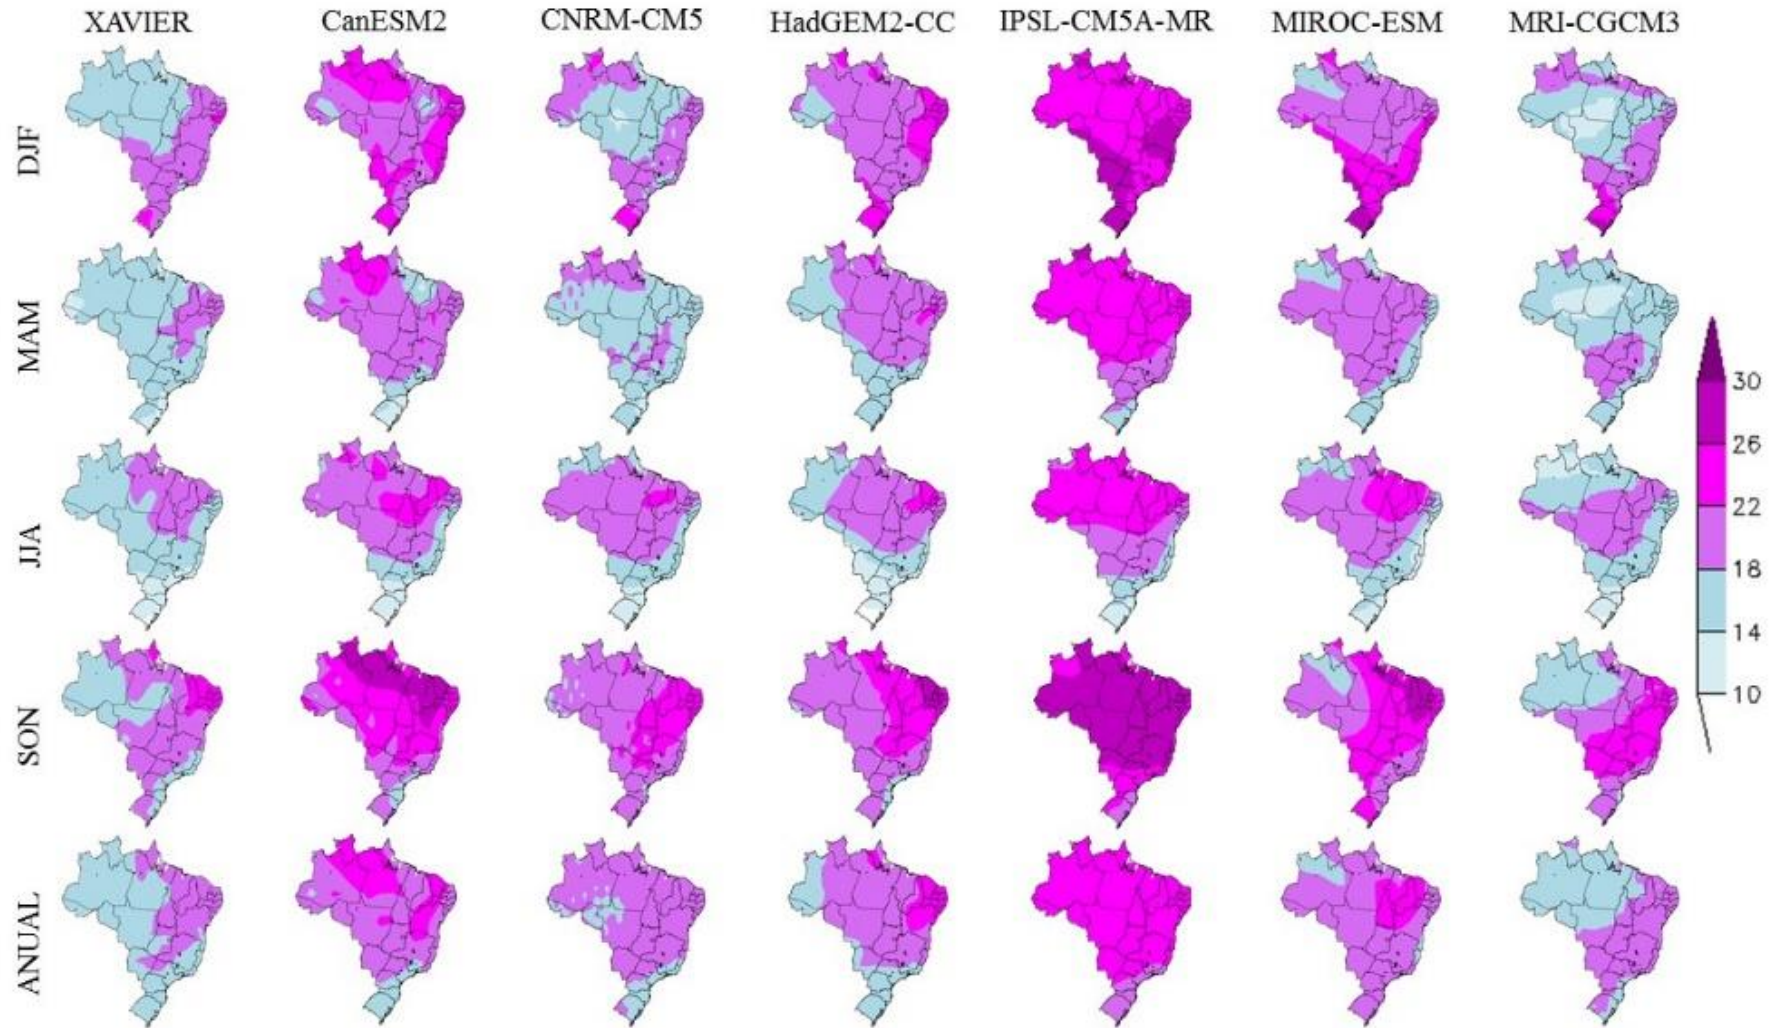 XAVIER CanESM2 CNRM-CM5 HadGEM2-CC IPSL-CM5A-MR MIROC-ESM MRI-CGCM3
DJF
MAM
JJA
SON
ANUAL
30
26
22
18
14
10